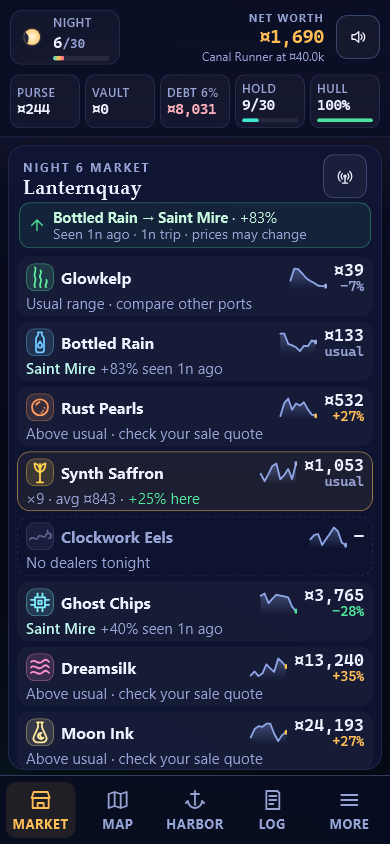 NIGHT
6/30
NET WORTH
¤1,690
Canal Runner at ¤40.0k
PURSE
¤244
VAULT
¤0
DEBT 6%
¤8,031
HOLD
9/30
HULL
100%
NIGHT 6 MARKET
Lanternquay
Bottled Rain → Saint Mire · +83%
Seen 1n ago · 1n trip · prices may change
Glowkelp
¤39
−7%
Usual range · compare other ports
Bottled Rain
¤133
usual
Saint Mire +83% seen 1n ago
Rust Pearls
¤532
+27%
Above usual · check your sale quote
Synth Saffron
¤1,053
usual
×9 · avg ¤843 · +25% here
Clockwork Eels
—
No dealers tonight
Ghost Chips
¤3,765
−28%
Saint Mire +40% seen 1n ago
Dreamsilk
¤13,240
+35%
Above usual · check your sale quote
Moon Ink
¤24,193
+27%
Above usual · check your sale quote
MARKET
MAP
HARBOR
LOG
MORE